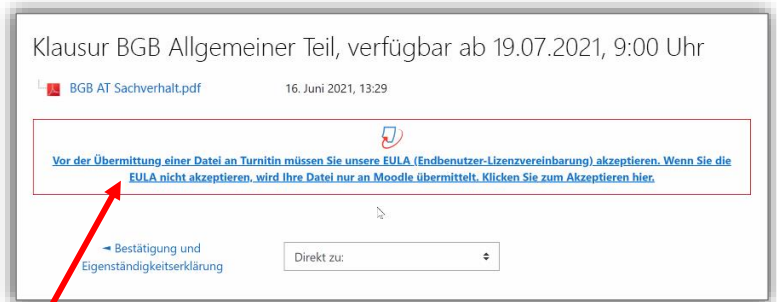 Klausur BGB Allgemeiner Teil, verfügbar ab 19.07.2021, 9:00 Uhr
BGB AT Sachverhalt.pdf 16. Juni 2021, 13:29
Vor der Übermittung einer Datei an Turnitin müssen Sie unsere EULA (Endbenutzer-Lizenzvereinbarung) akzeptieren. Wenn Sie die
EULA nicht akzeptieren, wird Ihre Datei nur an Moodle übermittelt. Klicken Sie zum Akzeptieren hier.
◄ Bestätigung und
Eigenständigkeitserklärung
Direkt zu: